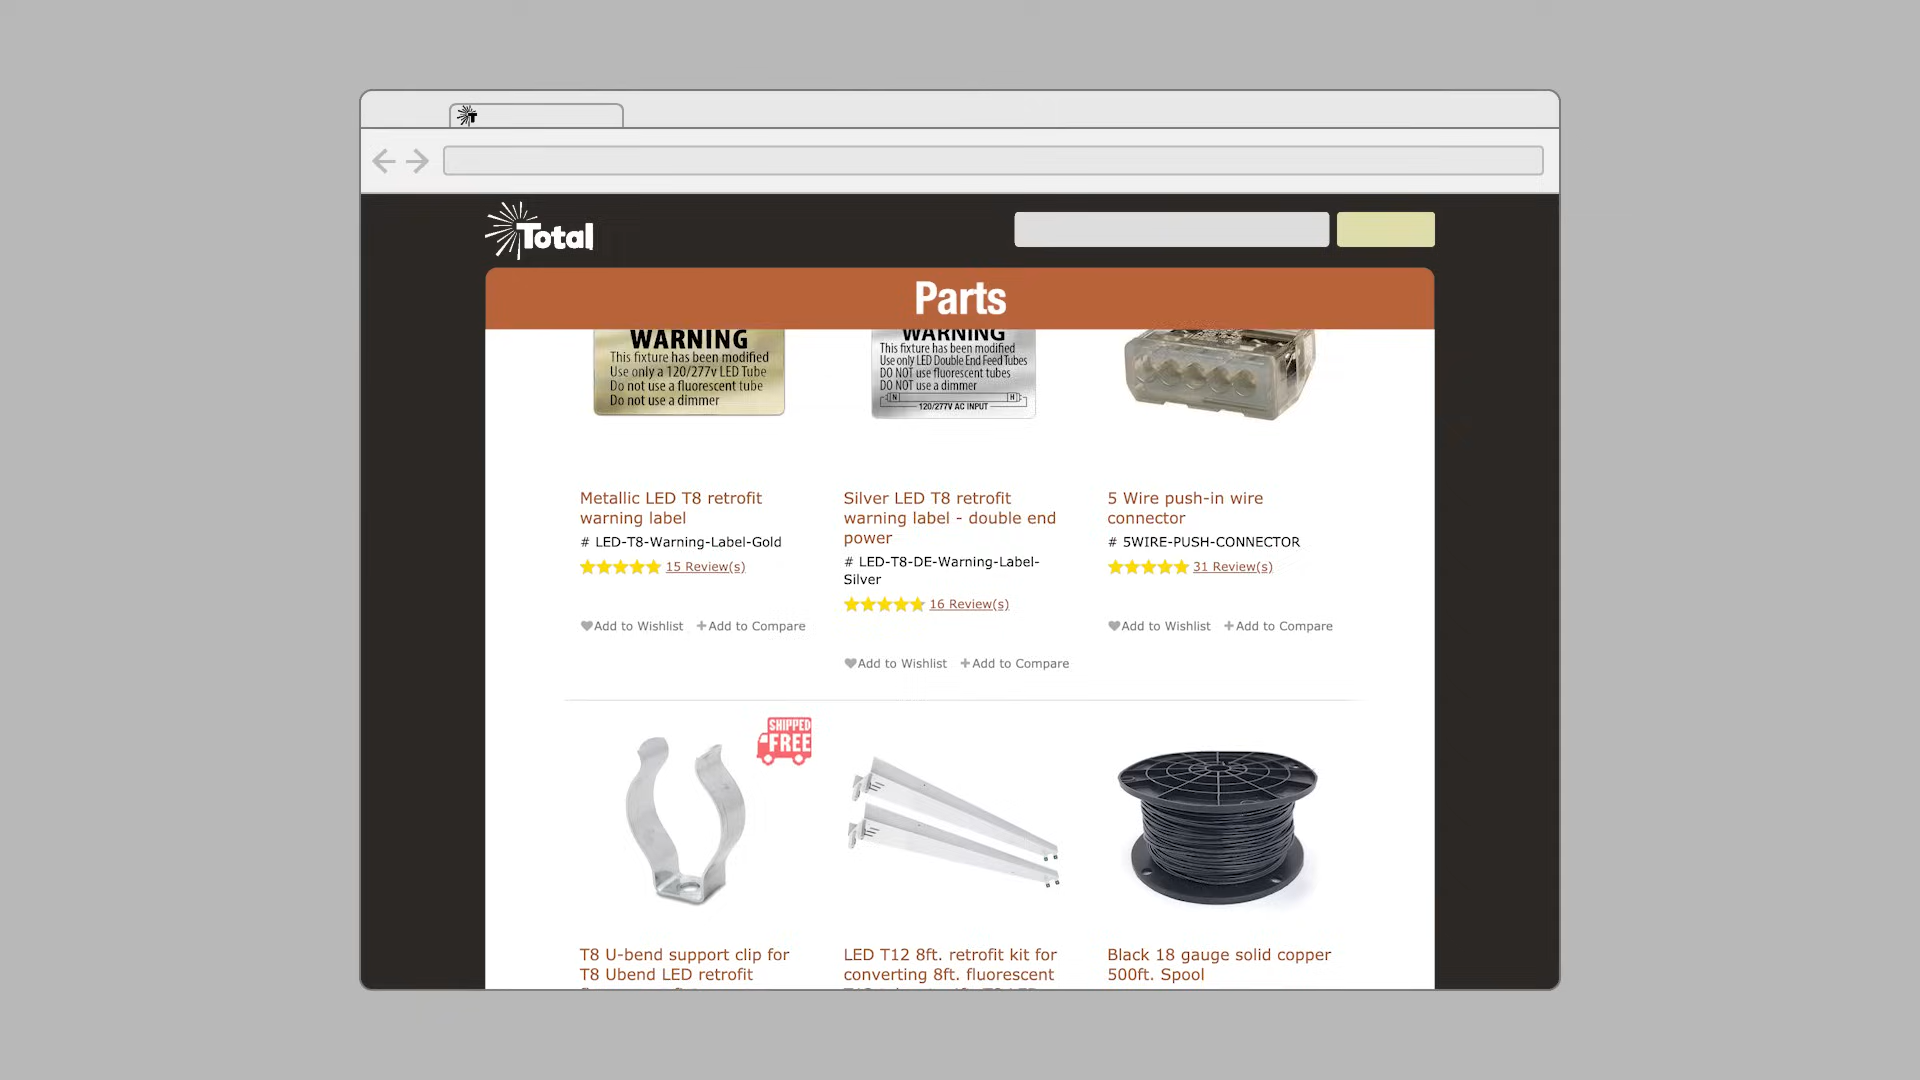 T
Total
Parts
WARNING
This fixture has been modified
Use only a 120/277v LED Tube
Do not use a fluorescent tube
Do not use a dimmer
WARNING
This fixture has been modified
Use only LED Double End Feed Tubes
DO NOT use fluorescent tubes
DO NOT use a dimmer
N H
120/277V AC INPUT
Metallic LED T8 retrofit
warning label
# LED-T8-Warning-Label-Gold
15 Review(s)
Add to Wishlist Add to Compare
Silver LED T8 retrofit
warning label - double end
power
# LED-T8-DE-Warning-Label-
Silver
16 Review(s)
Add to Wishlist Add to Compare
5 Wire push-in wire
connector
# 5WIRE-PUSH-CONNECTOR
31 Review(s)
Add to Wishlist Add to Compare
SHIPPED
FREE
T8 U-bend support clip for
T8 Ubend LED retrofit
LED T12 8ft. retrofit kit for
converting 8ft. fluorescent
Black 18 gauge solid copper
500ft. Spool